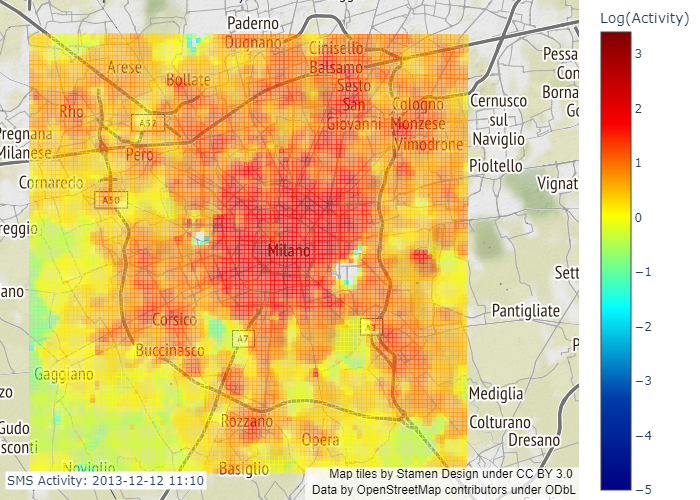 Log(Activity)
3
2
1
0
−1
−2
−3
−4
−5
Paderno
Dugnano
Cinisello
Balsamo
Arese
Bollate
Sesto
San
Giovanni
Cologno
Monzese
Vimodrone
Cernusco
sul
Naviglio
Pioltello
Pessa
Con
Borna
Go
Vignat
Rho
A52
Pero
Pregnana
Milanese
Cornaredo
A50
reggio
Milano
ano
Sett
Pantigliate
Corsico
A7
Buccinasco
Gaggiano
zo
Gudo
sconti
Rozzano
Opera
Mediglia
Colturano
Dresano
Noviglio
Basiglio
SMS Activity: 2013-12-12 11:10
Map tiles by Stamen Design under CC BY 3.0
Data by OpenStreetMap contributors under ODbL